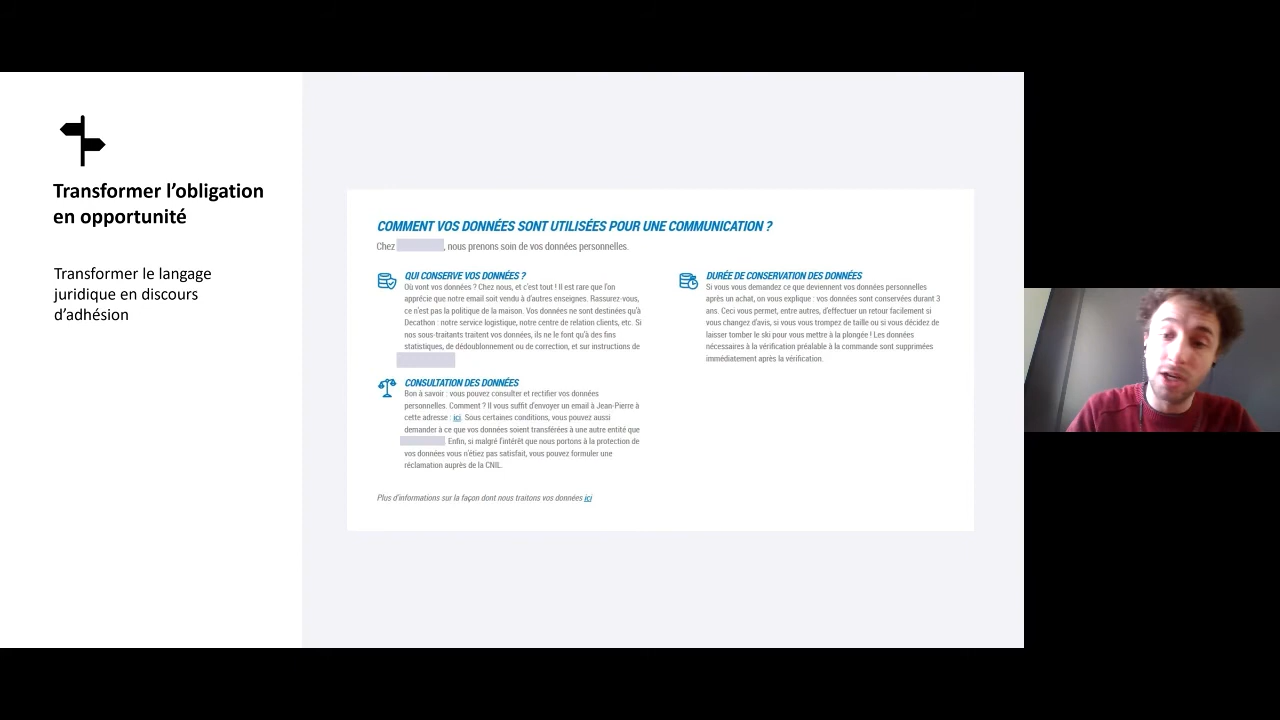 Transformer l’obligation
en opportunité
Transformer le langage
juridique en discours
d’adhésion
COMMENT VOS DONNÉES SONT UTILISÉES POUR UNE COMMUNICATION ?
Chez , nous prenons soin de vos données personnelles.
QUI CONSERVE VOS DONNÉES ?
Où vont vos données ? Chez nous, et c'est tout ! Il est rare que l'on
apprécie que notre email soit vendu à d'autres enseignes. Rassurez-vous,
ce n'est pas la politique de la maison. Vos données ne sont destinées qu'à
Decathon : notre service logistique, notre centre de relation clients, etc. Si
nos sous-traitants traitent vos données, ils ne le font qu'à des fins
statistiques, de dédoublonnement ou de correction, et sur instructions de
CONSULTATION DES DONNÉES
Bon à savoir : vous pouvez consulter et rectifier vos données
personnelles. Comment ? Il vous suffit d'envoyer un email à Jean-Pierre à
cette adresse : ici. Sous certaines conditions, vous pouvez aussi
demander à ce que vos données soient transférées à une autre entité que
Enfin, si malgré l'intérêt que nous portons à la protection de
vos données vous n'étiez pas satisfait, vous pouvez formuler une
réclamation auprès de la CNIL.
DURÉE DE CONSERVATION DES DONNÉES
Si vous vous demandez ce que deviennent vos données personnelles
après un achat, on vous explique : vos données sont conservées durant 3
ans. Ceci vous permet, entre autres, d'effectuer un retour facilement si
vous changez d'avis, si vous vous trompez de taille ou si vous décidez de
laisser tomber le ski pour vous mettre à la plongée ! Les données
nécessaires à la vérification préalable à la commande sont supprimées
immédiatement après la vérification.
Plus d'informations sur la façon dont nous traitons vos données ici